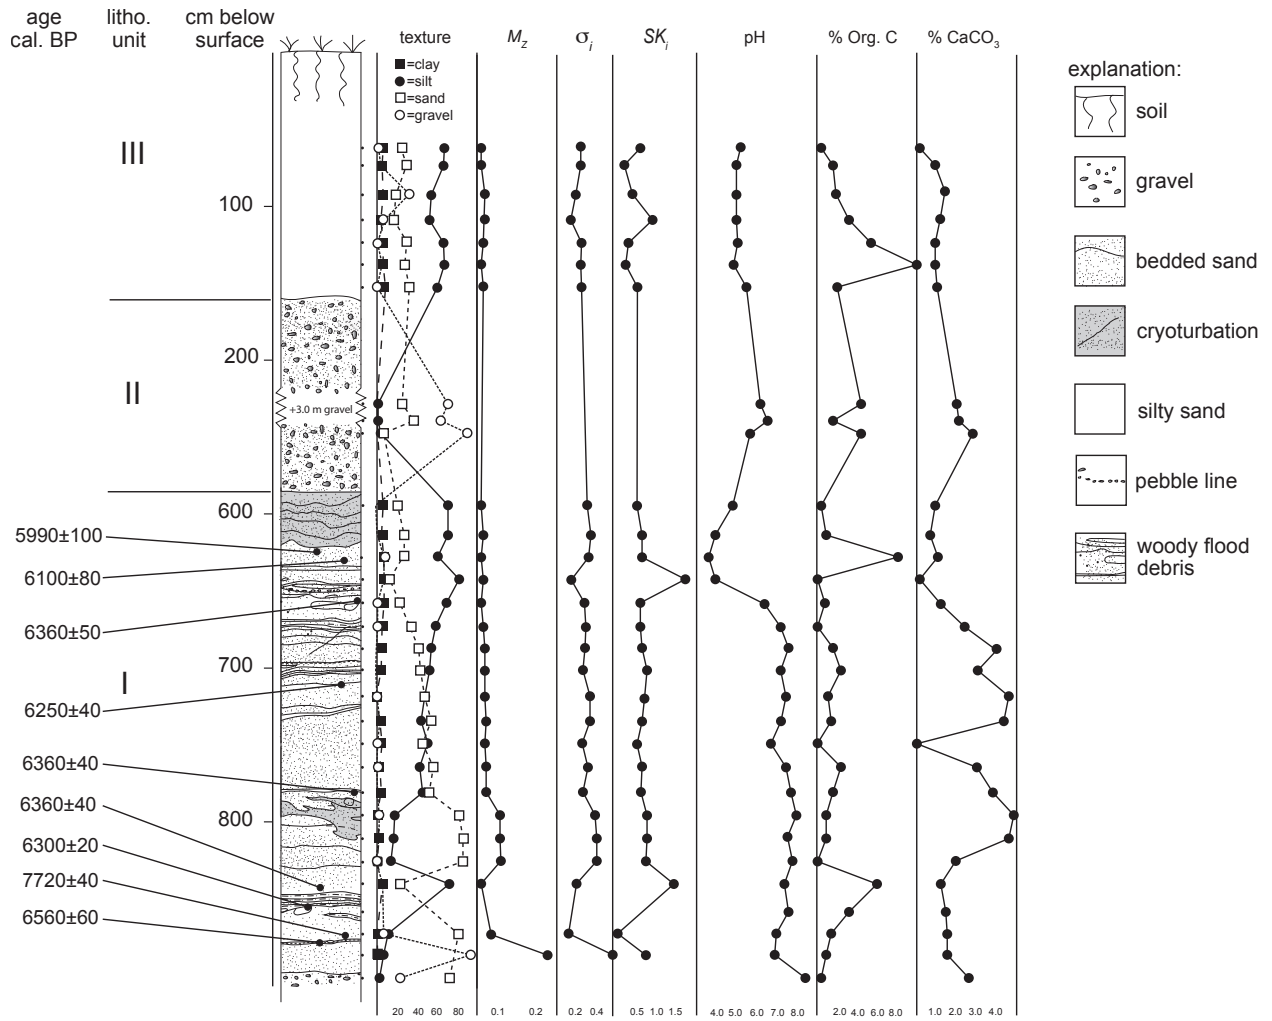 age
cal. BP
litho.
unit
cm below
surface
texture
■=clay
●=silt
□=sand
○=gravel
Mz
σi
SKi
pH
% Org. C
% CaCO3
explanation:
soil
gravel
bedded sand
cryoturbation
silty sand
pebble line
woody flood
debris
III
100
200
II
+3.0 m gravel
600
5990±100
6100±80
6360±50
700
I
6250±40
6360±40
6360±40
800
6300±20
7720±40
6560±60
20 40 60 80
0.1 0.2
0.2 0.4
0.5 1.0 1.5
4.0 5.0 6.0 7.0 8.0
2.0 4.0 6.0 8.0
1.0 2.0 3.0 4.0